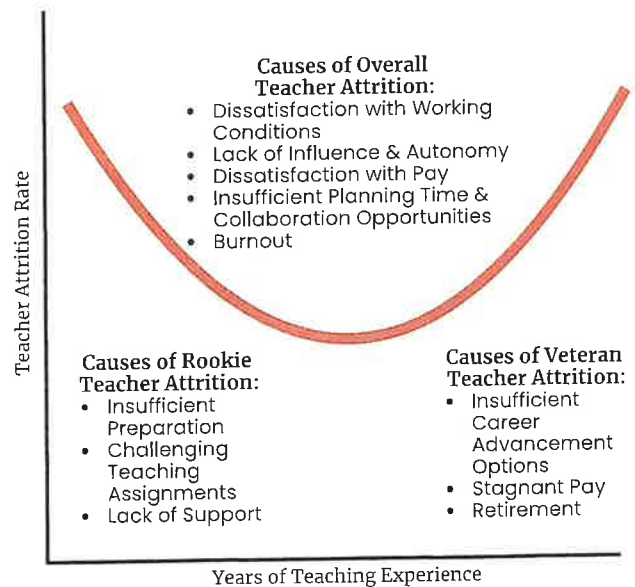 Causes of Overall
Teacher Attrition:
• Dissatisfaction with Working
Conditions
• Lack of Influence & Autonomy
• Dissatisfaction with Pay
• Insufficient Planning Time &
Collaboration Opportunities
• Burnout
Teacher Attrition Rate
Causes of Rookie
Teacher Attrition:
• Insufficient
Preparation
• Challenging
Teaching
Assignments
• Lack of Support
Causes of Veteran
Teacher Attrition:
• Insufficient
Career
Advancement
Options
• Stagnant Pay
• Retirement
Years of Teaching Experience